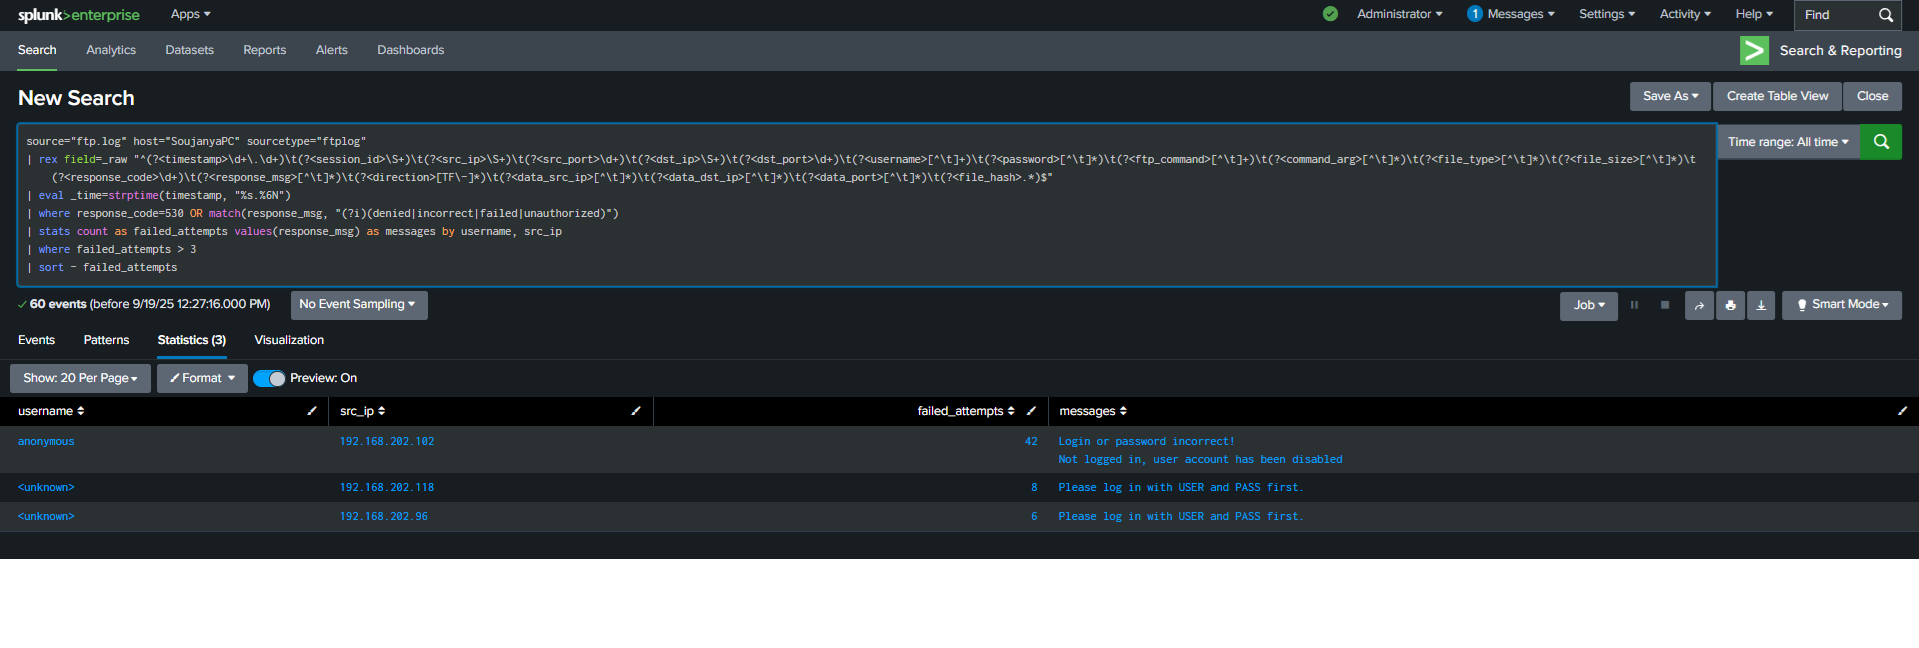 splunk>enterprise Apps ▾ Administrator ▾ 1 Messages ▾ Settings ▾ Activity ▾ Help ▾ Find
Search Analytics Datasets Reports Alerts Dashboards > Search & Reporting
New Search Save As ▾ Create Table View Close
source="ftp.log" host="SoujanyaPC" sourcetype="ftplog"
| rex field=_raw "^(?<timestamp>\d+\.\d+)\t(?<session_id>\S+)\t(?<src_ip>\S+)\t(?<src_port>\d+)\t(?<dst_ip>\S+)\t(?<dst_port>\d+)\t(?<username>[^\t]+)\t(?<password>[^\t]*)\t(?<ftp_command>[^\t]+)\t(?<command_arg>[^\t]*)\t(?<file_type>[^\t]*)\t(?<file_size>[^\t]*)\t
(?<response_code>\d+)\t(?<response_msg>[^\t]*)\t(?<direction>[TF\-]*)\t(?<data_src_ip>[^\t]*)\t(?<data_dst_ip>[^\t]*)\t(?<data_port>[^\t]*)\t(?<file_hash>.*)$"
| eval _time=strptime(timestamp, "%s.%6N")
| where response_code=530 OR match(response_msg, "(?i)(denied|incorrect|failed|unauthorized)")
| stats count as failed_attempts values(response_msg) as messages by username, src_ip
| where failed_attempts > 3
| sort - failed_attempts
Time range: All time ▾
✓ 60 events (before 9/19/25 12:27:16.000 PM) No Event Sampling ▾ Job ▾ Smart Mode ▾
Events Patterns Statistics (3) Visualization
Show: 20 Per Page ▾ Format ▾ Preview: On
username src_ip failed_attempts messages
anonymous 192.168.202.102 42 Login or password incorrect!
Not logged in, user account has been disabled
<unknown> 192.168.202.118 8 Please log in with USER and PASS first.
<unknown> 192.168.202.96 6 Please log in with USER and PASS first.